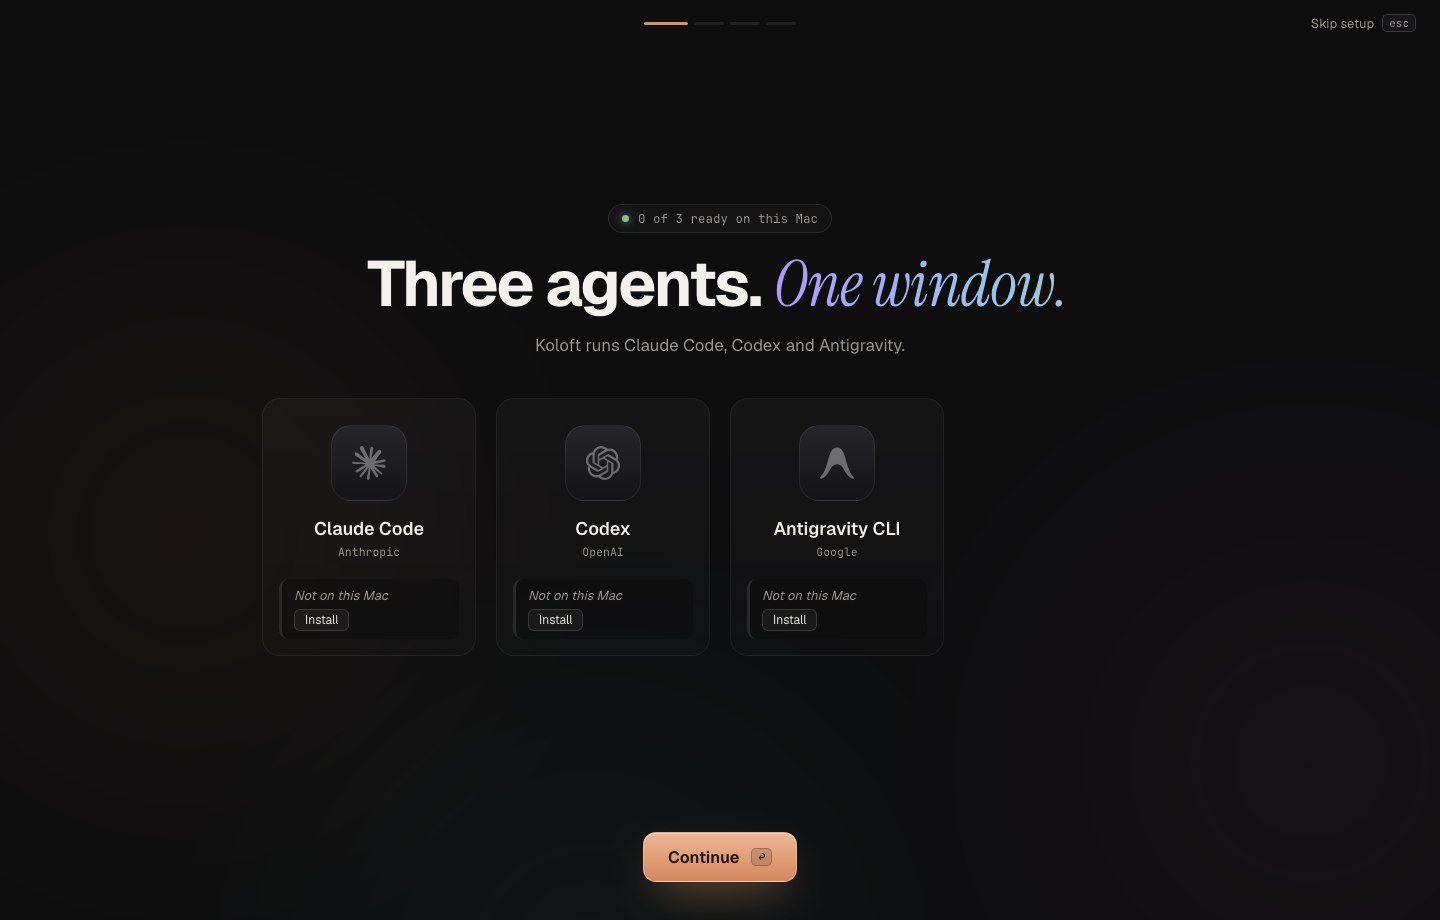 Skip setup esc
0 of 3 ready on this Mac
Three agents. One window.
Koloft runs Claude Code, Codex and Antigravity.
Claude Code
Anthropic
Not on this Mac
Install
Codex
OpenAI
Not on this Mac
Install
Antigravity CLI
Google
Not on this Mac
Install
Continue